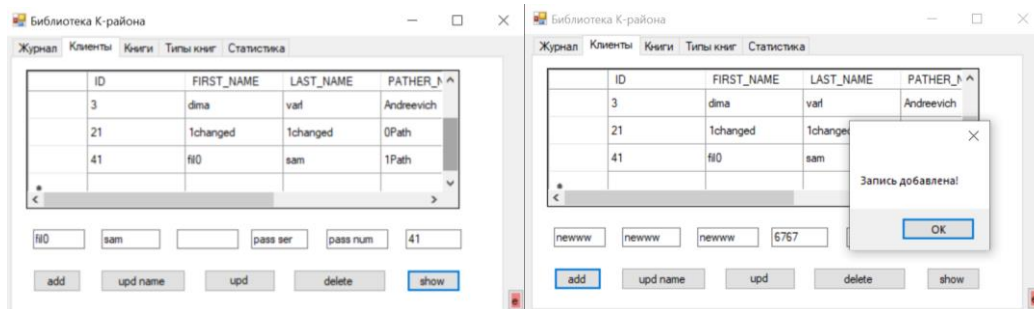 Библиотека К-района
Журнал Клиенты Книги Типы книг Статистика
ID FIRST_NAME LAST_NAME PATHER_N
3 dima varl Andreevich
21 1changed 1changed 0Path
41 fil0 sam 1Path
fil0 sam pass ser pass num 41
add upd name upd delete show
e
Библиотека К-района
Журнал Клиенты Книги Типы книг Статистика
ID FIRST_NAME LAST_NAME PATHER_N
3 dima varl Andreevich
21 1changed 1change
41 fil0 sam
Запись добавлена!
OK
newww newww newww 6767
add upd name upd delete show